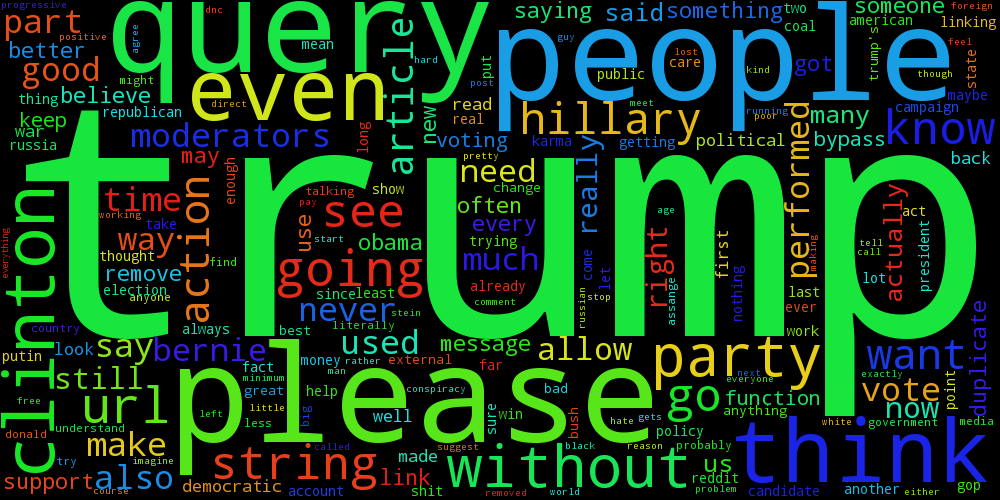 progressive
dnc
query
saying
said
something
two
someone
foreign
part
positive
agree
mean
article
hard
guy
people
coal
american
linking
better
good
might
even
put
lost
care
public
got
trump's
feel
state
thing
believe
direct
post
kind
though
keep
republican
read
real
new
hillary
meet
running
poor
many
campaign
maybe
war
russia
moderators
long
voting
karma
getting
political
bypass
know
back
trump
may
enough
pretty
need
really
performed
time
talking
show
change
see
often
age
right
actually
act
working
pay
use
every
first
take
way
start
obama
trying
tell
call
president
clinton
thought
action
find
going
much
come
let
making
everything
remove
already
assange
nothing
lot
election
anyone
since
least
comment
russian
stop
last
ever
country
always
best
never
stein
literally
work
duplicate
putin
look
say
bernie
used
message
allow
party
want
fact
money
rather
external
far
next
everyone
exactly
still
minimum
man
conspiracy
bad
go
function
vote
point
free
url
great
help
please
little
less
big
left
well
sure
win
bush
hate
gets
anything
now
donald
understand
white
government
media
make
policy
reason
probably
think
string
called
made
suggest
black
without
us
try
imagine
support
also
course
democratic
account
link
shit
removed
world
reddit
problem
candidate
another
either
gop